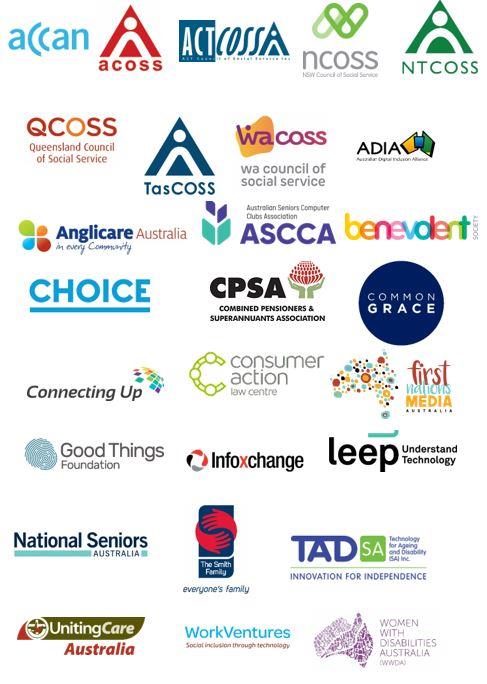 accan
acoss
ACTCOSS
ACT Council of Social Service Inc
ncoss
NSW Council of Social Service
NTCOSS
QCOSS
Queensland Council
of Social Service
TasCOSS
wacoss
wa council of
social service
ADIA
Australian Digital Inclusion Alliance
Anglicare Australia
in every Community
Australian Seniors Computer
Clubs Association
ASCCA
benevolent
SOCIETY
CHOICE
CPSA
COMBINED PENSIONERS &
SUPERANNUANTS ASSOCIATION
COMMON
GRACE
Connecting Up
consumer
action
law centre
first
nations
MEDIA
AUSTRALIA
Good Things
Foundation
Infoxchange
leep Understand
Technology
National Seniors
AUSTRALIA
The Smith
Family
everyone's family
TAD SA
Technology
for Ageing
and Disability
(SA) Inc.
INNOVATION FOR INDEPENDENCE
UnitingCare
Australia
WorkVentures
Social inclusion through technology
WOMEN
WITH
DISABILITIES
AUSTRALIA
(WWDA)